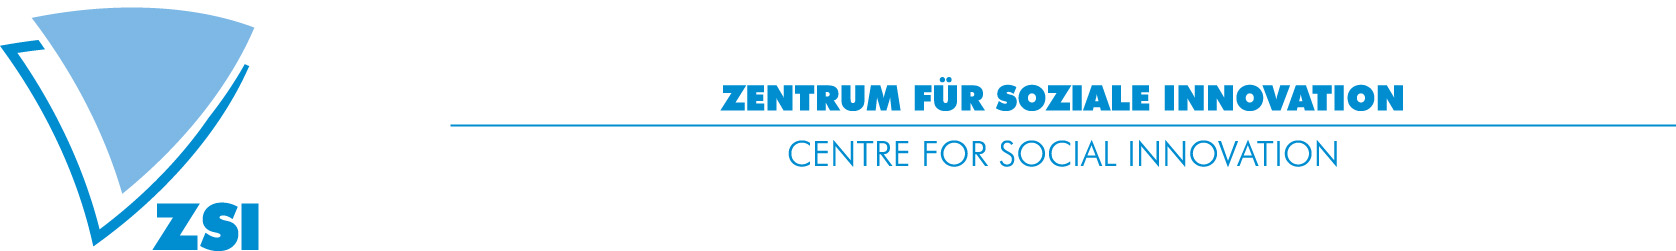 ZSI
ZENTRUM FÜR SOZIALE INNOVATION
CENTRE FOR SOCIAL INNOVATION